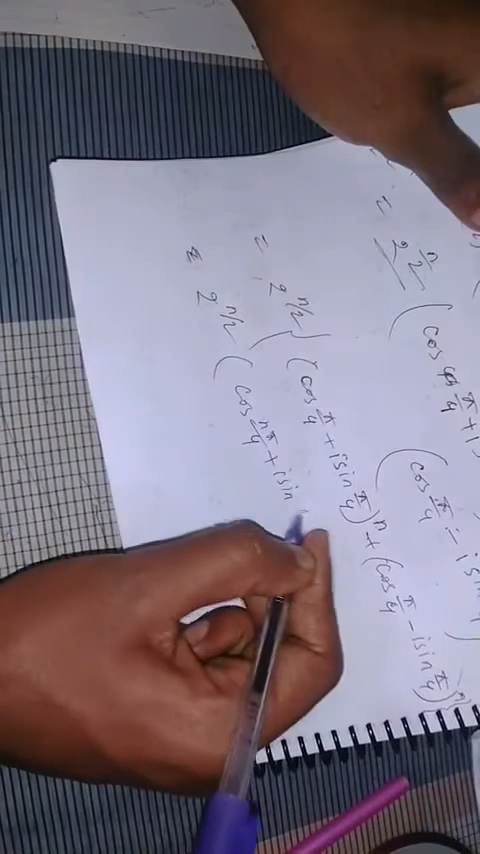 = 2^{n/2} (cos π/4 + i (cos π/4 - i sin
= 2^{n/2} { (cos π/4 + i sin π/4)^n + (cos π/4 - i sin π/4)^n }
= 2^{n/2} ( cos nπ/4 + i sin